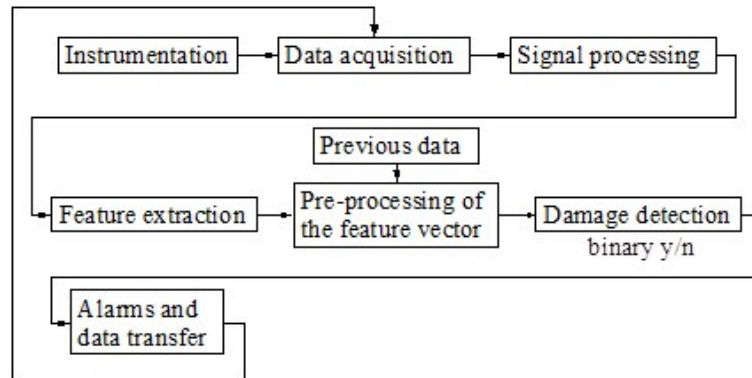 Instrumentation
Data acquisition
Signal processing
Previous data
Feature extraction
Pre-processing of
the feature vector
Damage detection
binary y/n
Alarms and
data transfer